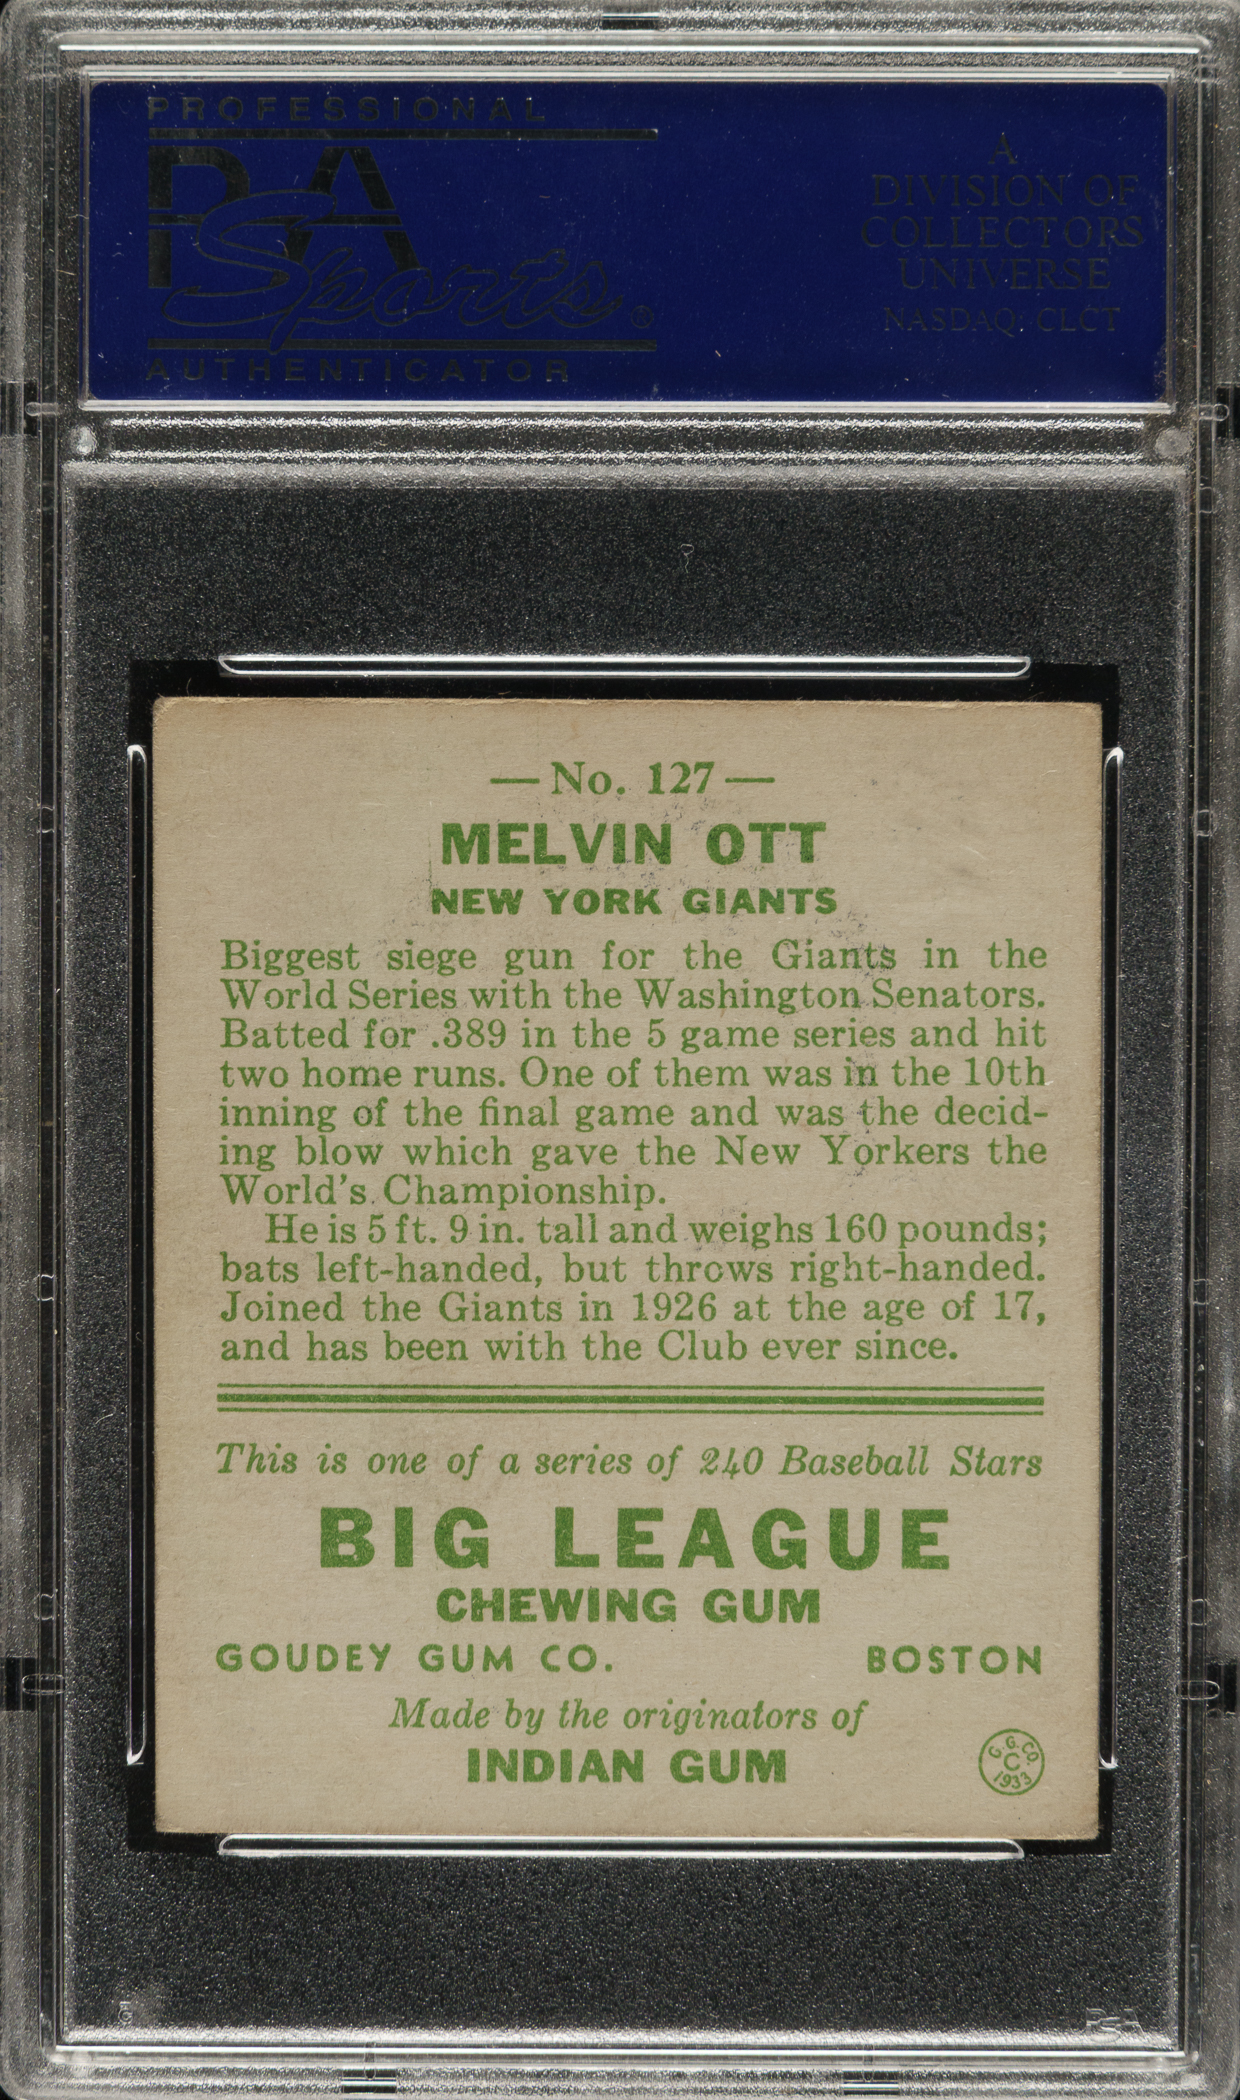 PROFESSIONAL
PSA
Sports®
AUTHENTICATOR
A
DIVISION OF
COLLECTORS
UNIVERSE
NASDAQ: CLCT
— No. 127 —
MELVIN OTT
NEW YORK GIANTS
Biggest siege gun for the Giants in the
World Series with the Washington Senators.
Batted for .389 in the 5 game series and hit
two home runs. One of them was in the 10th
inning of the final game and was the decid-
ing blow which gave the New Yorkers the
World's Championship.
He is 5 ft. 9 in. tall and weighs 160 pounds;
bats left-handed, but throws right-handed.
Joined the Giants in 1926 at the age of 17,
and has been with the Club ever since.
This is one of a series of 240 Baseball Stars
BIG LEAGUE
CHEWING GUM
GOUDEY GUM CO. BOSTON
Made by the originators of
INDIAN GUM
G. G. CO.
C
1933
PSA